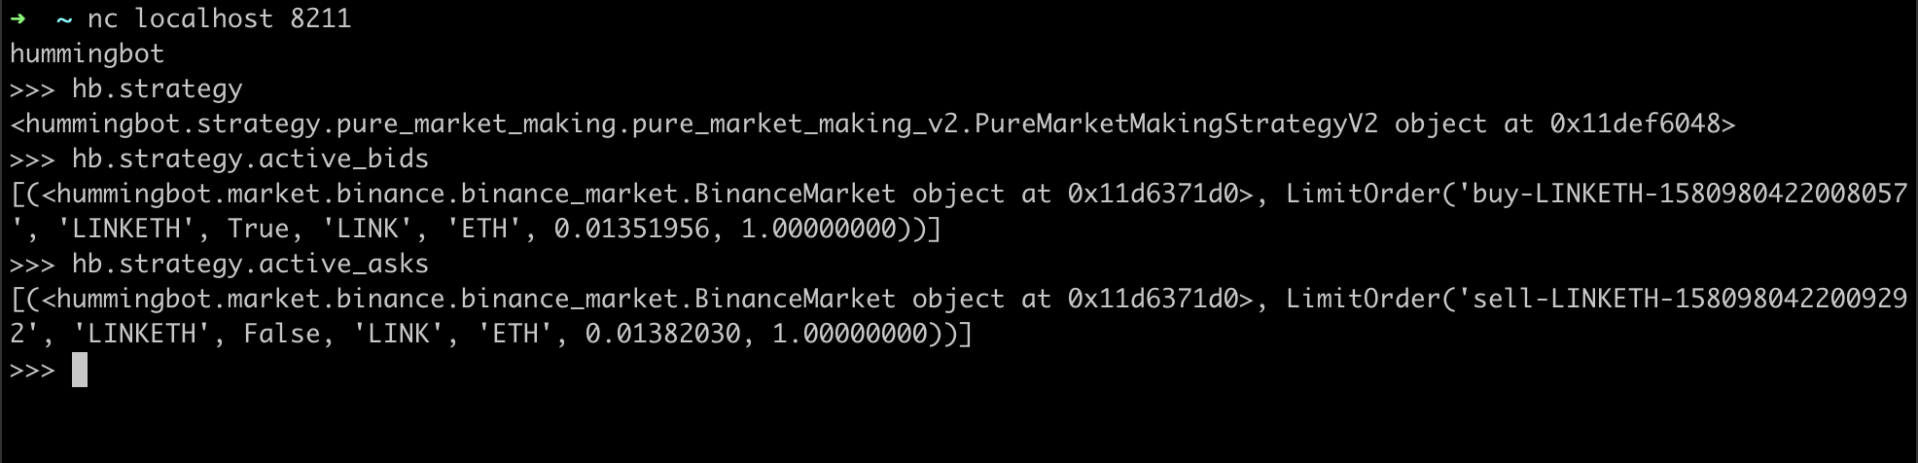 ➜  ~ nc localhost 8211
hummingbot
>>> hb.strategy
<hummingbot.strategy.pure_market_making.pure_market_making_v2.PureMarketMakingStrategyV2 object at 0x11def6048>
>>> hb.strategy.active_bids
[(<hummingbot.market.binance.binance_market.BinanceMarket object at 0x11d6371d0>, LimitOrder('buy-LINKETH-1580980422008057
', 'LINKETH', True, 'LINK', 'ETH', 0.01351956, 1.00000000))]
>>> hb.strategy.active_asks
[(<hummingbot.market.binance.binance_market.BinanceMarket object at 0x11d6371d0>, LimitOrder('sell-LINKETH-158098042200929
2', 'LINKETH', False, 'LINK', 'ETH', 0.01382030, 1.00000000))]
>>>